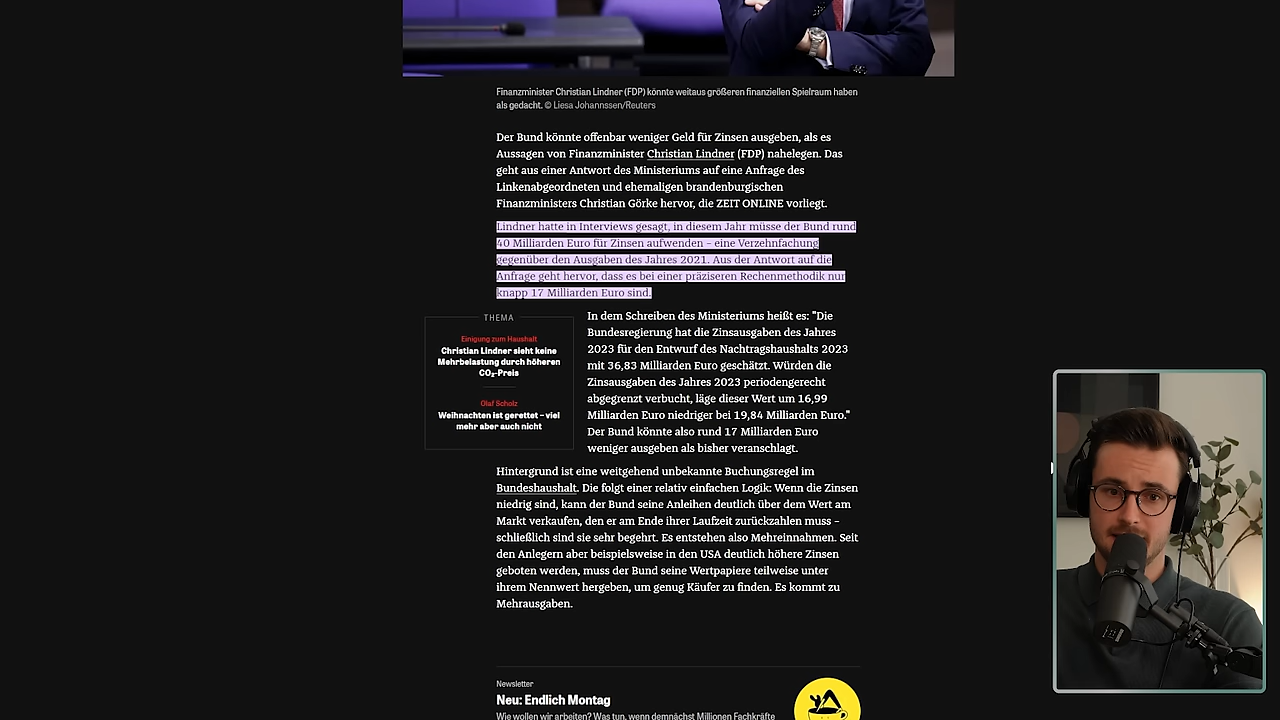 Finanzminister Christian Lindner (FDP) könnte weitaus größeren finanziellen Spielraum haben
als gedacht. © Liesa Johannssen/Reuters
Der Bund könnte offenbar weniger Geld für Zinsen ausgeben, als es
Aussagen von Finanzminister Christian Lindner (FDP) nahelegen. Das
geht aus einer Antwort des Ministeriums auf eine Anfrage des
Linkenabgeordneten und ehemaligen brandenburgischen
Finanzministers Christian Görke hervor, die ZEIT ONLINE vorliegt.
Lindner hatte in Interviews gesagt, in diesem Jahr müsse der Bund rund
40 Milliarden Euro für Zinsen aufwenden – eine Verzehnfachung
gegenüber den Ausgaben des Jahres 2021. Aus der Antwort auf die
Anfrage geht hervor, dass es bei einer präziseren Rechenmethodik nur
knapp 17 Milliarden Euro sind.
THEMA
Einigung zum Haushalt
Christian Lindner sieht keine
Mehrbelastung durch höheren
CO₂-Preis
Olaf Scholz
Weihnachten ist gerettet – viel
mehr aber auch nicht
In dem Schreiben des Ministeriums heißt es: "Die
Bundesregierung hat die Zinsausgaben des Jahres
2023 für den Entwurf des Nachtragshaushalts 2023
mit 36,83 Milliarden Euro geschätzt. Würden die
Zinsausgaben des Jahres 2023 periodengerecht
abgegrenzt verbucht, läge dieser Wert um 16,99
Milliarden Euro niedriger bei 19,84 Milliarden Euro."
Der Bund könnte also rund 17 Milliarden Euro
weniger ausgeben als bisher veranschlagt.
Hintergrund ist eine weitgehend unbekannte Buchungsregel im
Bundeshaushalt. Die folgt einer relativ einfachen Logik: Wenn die Zinsen
niedrig sind, kann der Bund seine Anleihen deutlich über dem Wert am
Markt verkaufen, den er am Ende ihrer Laufzeit zurückzahlen muss –
schließlich sind sie sehr begehrt. Es entstehen also Mehreinnahmen. Seit
den Anlegern aber beispielsweise in den USA deutlich höhere Zinsen
geboten werden, muss der Bund seine Wertpapiere teilweise unter
ihrem Nennwert hergeben, um genug Käufer zu finden. Es kommt zu
Mehrausgaben.
Newsletter
Neu: Endlich Montag
Wie wollen wir arbeiten? Was tun, wenn demnächst Millionen Fachkräfte